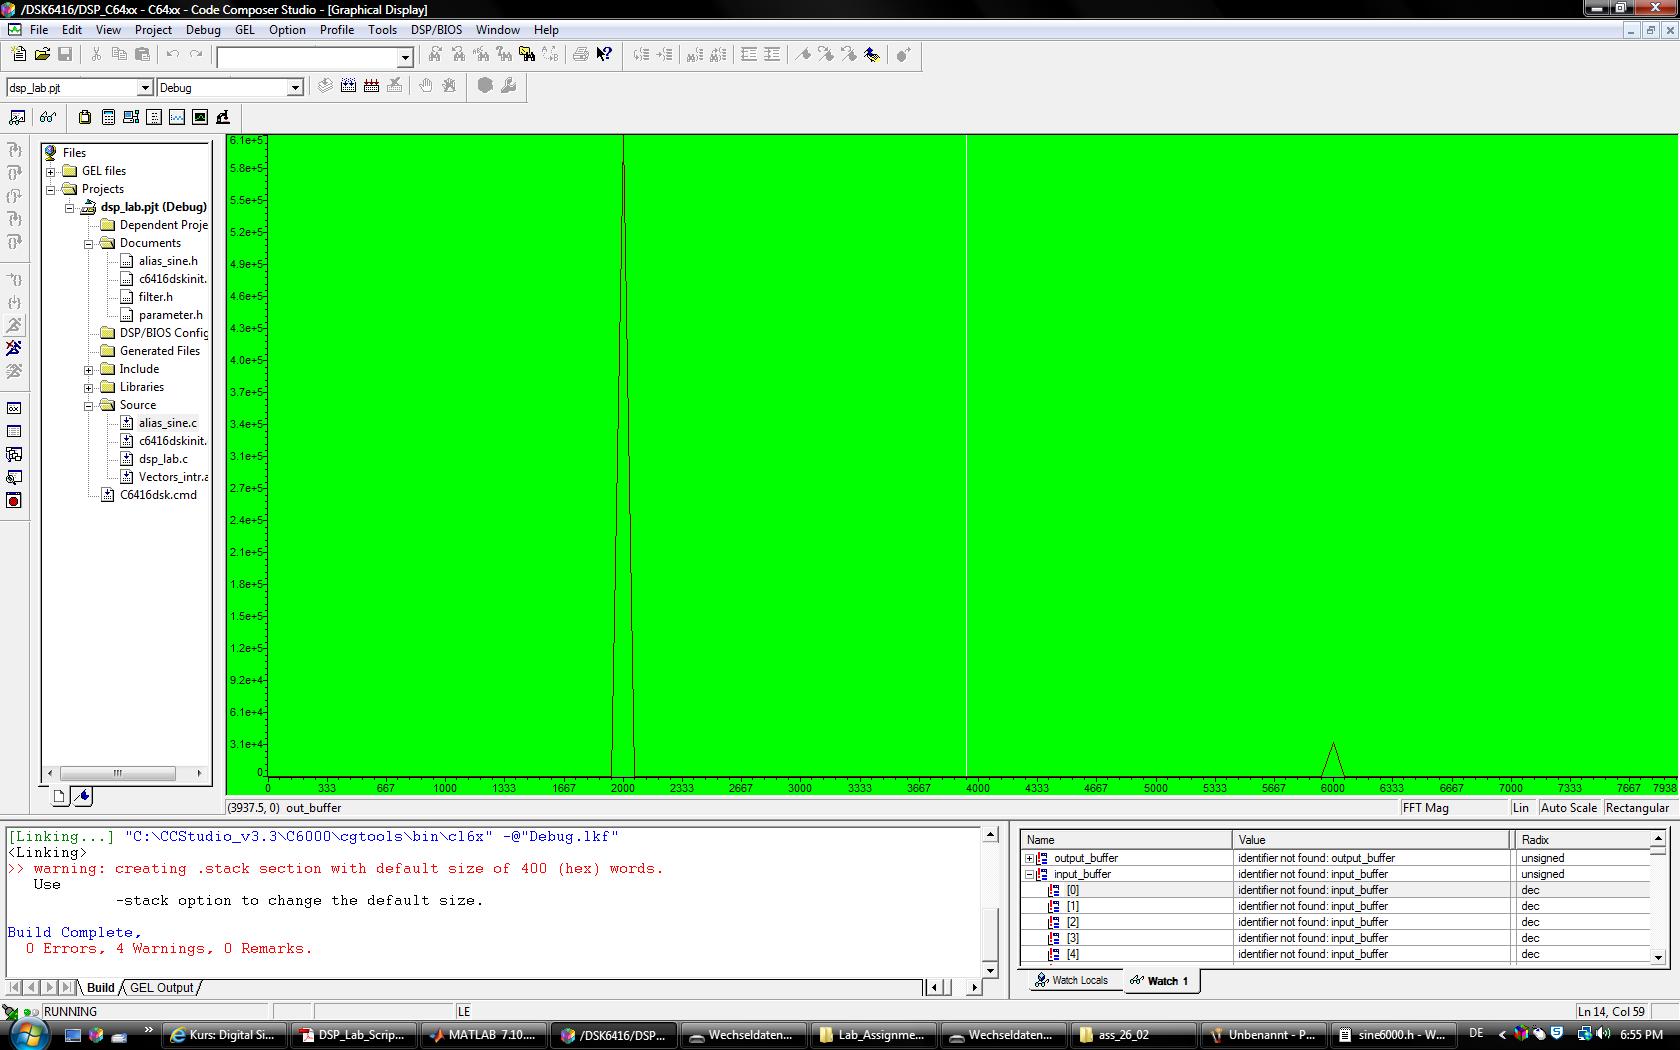 /DSK6416/DSP_C64xx - C64xx - Code Composer Studio - [Graphical Display]
File Edit View Project Debug GEL Option Profile Tools DSP/BIOS Window Help
dsp_lab.pjt Debug
Files
GEL files
Projects
dsp_lab.pjt (Debug)
Dependent Proje
Documents
alias_sine.h
c6416dskinit.
filter.h
parameter.h
DSP/BIOS Config
Generated Files
Include
Libraries
Source
alias_sine.c
c6416dskinit.
dsp_lab.c
Vectors_intr.a
C6416dsk.cmd
6.1e+5
5.8e+5
5.5e+5
5.2e+5
4.9e+5
4.6e+5
4.3e+5
4.0e+5
3.7e+5
3.4e+5
3.1e+5
2.7e+5
2.4e+5
2.1e+5
1.8e+5
1.5e+5
1.2e+5
9.2e+4
6.1e+4
3.1e+4
0
0 333 667 1000 1333 1667 2000 2333 2667 3000 3333 3667 4000 4333 4667 5000 5333 5667 6000 6333 6667 7000 7333 7667 7938
(3937.5, 0) out_buffer FFT Mag Lin Auto Scale Rectangular
[Linking...] "C:\CCStudio_v3.3\C6000\cgtools\bin\cl6x" -@"Debug.lkf"
<Linking>
>> warning: creating .stack section with default size of 400 (hex) words.
Use
-stack option to change the default size.
Build Complete,
0 Errors, 4 Warnings, 0 Remarks.
Build GEL Output
Name Value Radix
output_buffer identifier not found: output_buffer unsigned
input_buffer identifier not found: input_buffer unsigned
[0] identifier not found: input_buffer dec
[1] identifier not found: input_buffer dec
[2] identifier not found: input_buffer dec
[3] identifier not found: input_buffer dec
[4] identifier not found: input_buffer dec
Watch Locals Watch 1
RUNNING LE Ln 14, Col 59
Kurs: Digital Si... DSP_Lab_Scrip... MATLAB 7.10.... /DSK6416/DSP... Wechseldaten... Lab_Assignme... Wechseldaten... ass_26_02 Unbenannt - P... sine6000.h - W... DE 6:55 PM